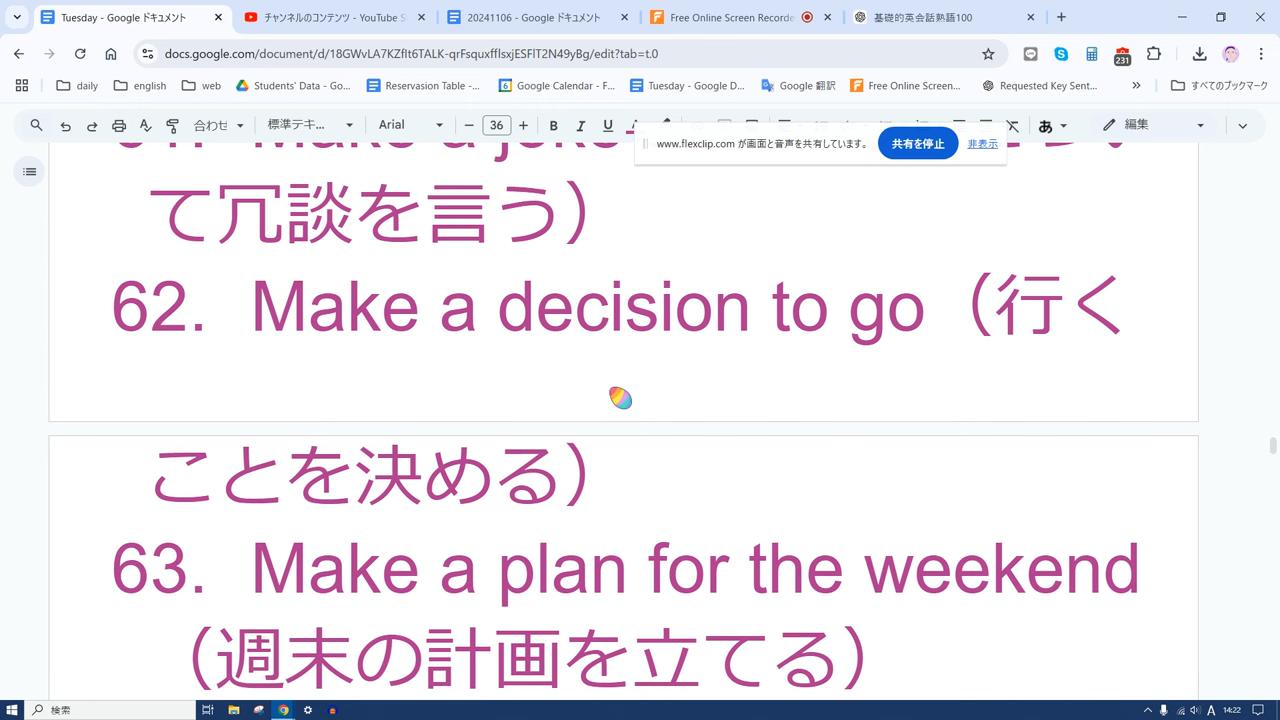 Tuesday - Google ドキュメント
チャンネルのコンテンツ - YouTube S
20241106 - Google ドキュメント
Free Online Screen Recorde
基礎的英会話熟語100
docs.google.com/document/d/18GWvLA7KZflt6TALK-qrFsquxfflsxjESFlT2N49yBg/edit?tab=t.0
231
daily
english
web
Students' Data - Go...
Reservasion Table -...
Google Calendar - F...
Tuesday - Google D...
Google 翻訳
Free Online Screen...
Requested Key Sent...
»
すべてのブックマーク
合わせ
標準テキ...
Arial
36
B
I
U
あ
編集
www.flexclip.com が画面と音声を共有しています。
共有を停止
非表示
て冗談を言う）
62. Make a decision to go（行く
ことを決める）
63. Make a plan for the weekend
（週末の計画を立てる）
検索
A
14:22